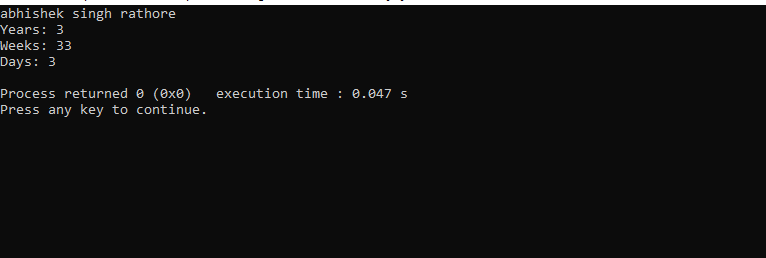 abhishek singh rathore
Years: 3
Weeks: 33
Days: 3
Process returned 0 (0x0)   execution time : 0.047 s
Press any key to continue.